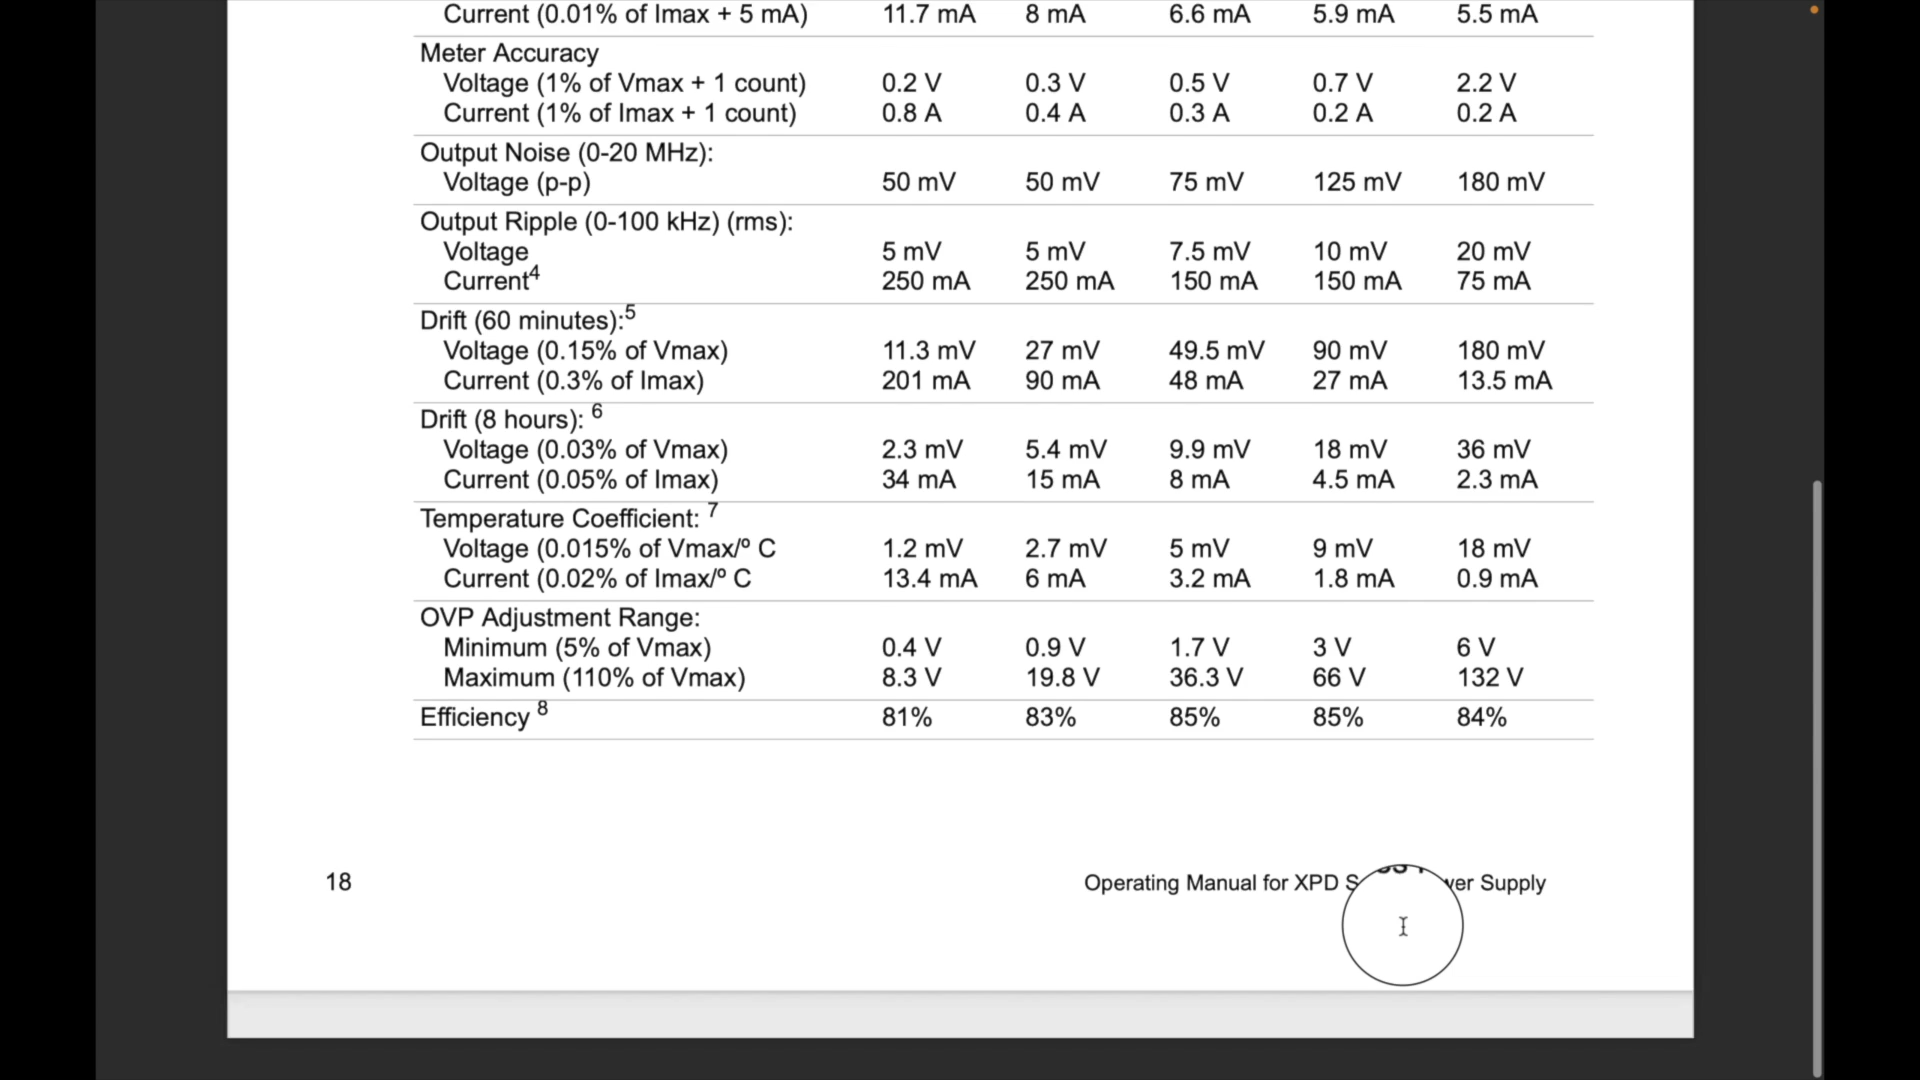 Current (0.01% of Imax + 5 mA) 11.7 mA 8 mA 6.6 mA 5.9 mA 5.5 mA
Meter Accuracy
Voltage (1% of Vmax + 1 count) 0.2 V 0.3 V 0.5 V 0.7 V 2.2 V
Current (1% of Imax + 1 count) 0.8 A 0.4 A 0.3 A 0.2 A 0.2 A
Output Noise (0-20 MHz):
Voltage (p-p) 50 mV 50 mV 75 mV 125 mV 180 mV
Output Ripple (0-100 kHz) (rms):
Voltage 5 mV 5 mV 7.5 mV 10 mV 20 mV
Current4 250 mA 250 mA 150 mA 150 mA 75 mA
Drift (60 minutes):5
Voltage (0.15% of Vmax) 11.3 mV 27 mV 49.5 mV 90 mV 180 mV
Current (0.3% of Imax) 201 mA 90 mA 48 mA 27 mA 13.5 mA
Drift (8 hours): 6
Voltage (0.03% of Vmax) 2.3 mV 5.4 mV 9.9 mV 18 mV 36 mV
Current (0.05% of Imax) 34 mA 15 mA 8 mA 4.5 mA 2.3 mA
Temperature Coefficient: 7
Voltage (0.015% of Vmax/º C 1.2 mV 2.7 mV 5 mV 9 mV 18 mV
Current (0.02% of Imax/º C 13.4 mA 6 mA 3.2 mA 1.8 mA 0.9 mA
OVP Adjustment Range:
Minimum (5% of Vmax) 0.4 V 0.9 V 1.7 V 3 V 6 V
Maximum (110% of Vmax) 8.3 V 19.8 V 36.3 V 66 V 132 V
Efficiency 8 81% 83% 85% 85% 84%
18 Operating Manual for XPD S wer Supply